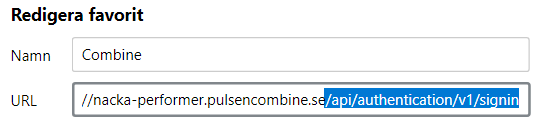 Redigera favorit
Namn Combine
URL //nacka-performer.pulsencombine.se/api/authentication/v1/signin